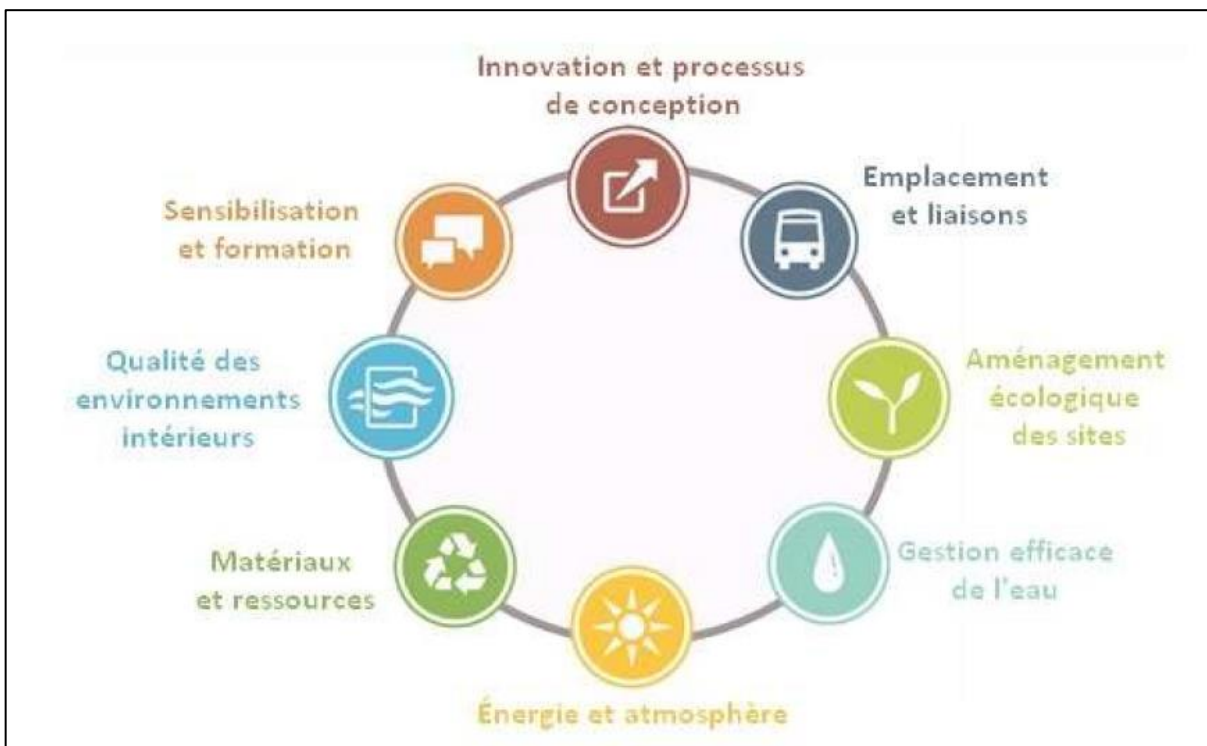 Innovation et processus
de conception
Emplacement
et liaisons
Sensibilisation
et formation
Aménagement
écologique
des sites
Qualité des
environnements
intérieurs
Gestion efficace
de l'eau
Matériaux
et ressources
Énergie et atmosphère